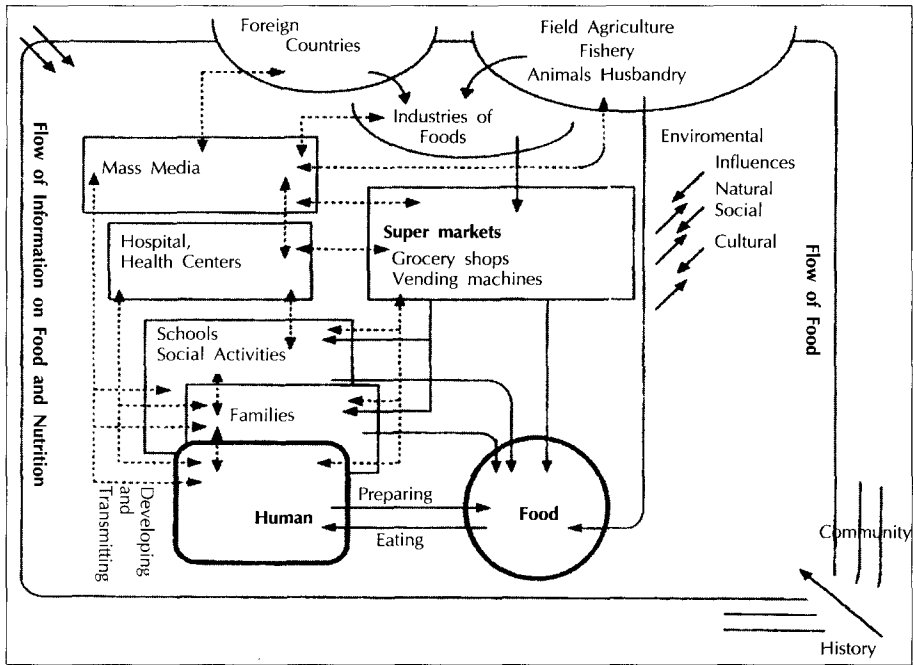 Foreign
Countries
Field Agriculture
Fishery
Animals Husbandry
Industries of
Foods
Enviromental
Influences
Natural
Social
Cultural
Mass Media
Super markets
Grocery shops
Vending machines
Hospital,
Health Centers
Schools
Social Activities
Families
Human
Preparing
Eating
Food
Flow of Information on Food and Nutrition
Developing
and
Transmitting
Flow of Food
Community
History